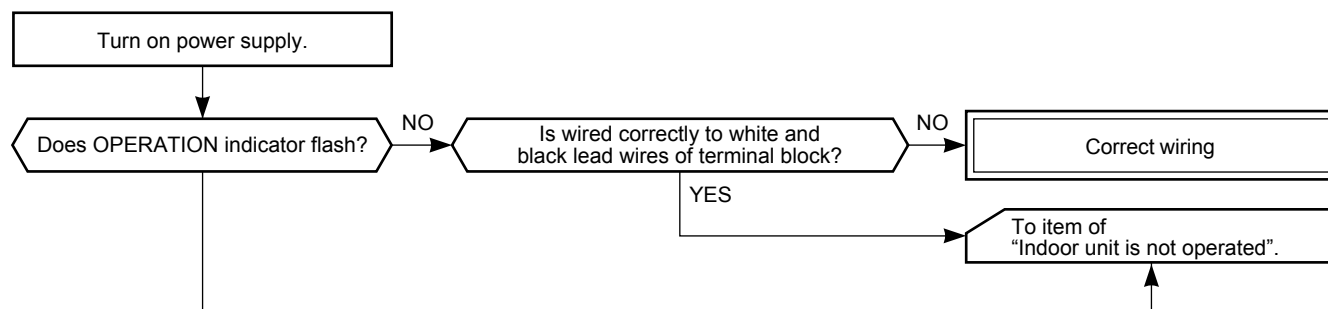 Turn on power supply.
Does OPERATION indicator flash?
NO
Is wired correctly to white and
black lead wires of terminal block?
NO
Correct wiring
YES
To item of
“Indoor unit is not operated”.